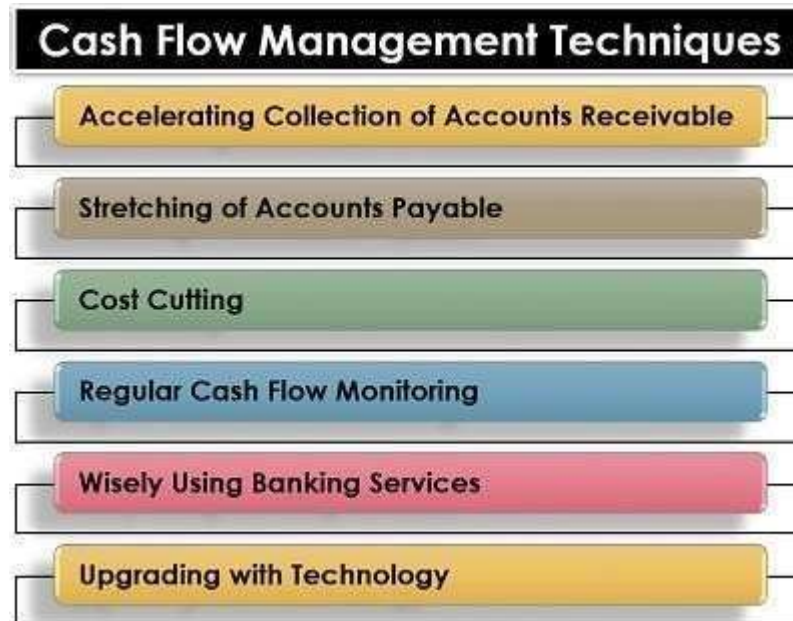 Cash Flow Management Techniques
Accelerating Collection of Accounts Receivable
Stretching of Accounts Payable
Cost Cutting
Regular Cash Flow Monitoring
Wisely Using Banking Services
Upgrading with Technology